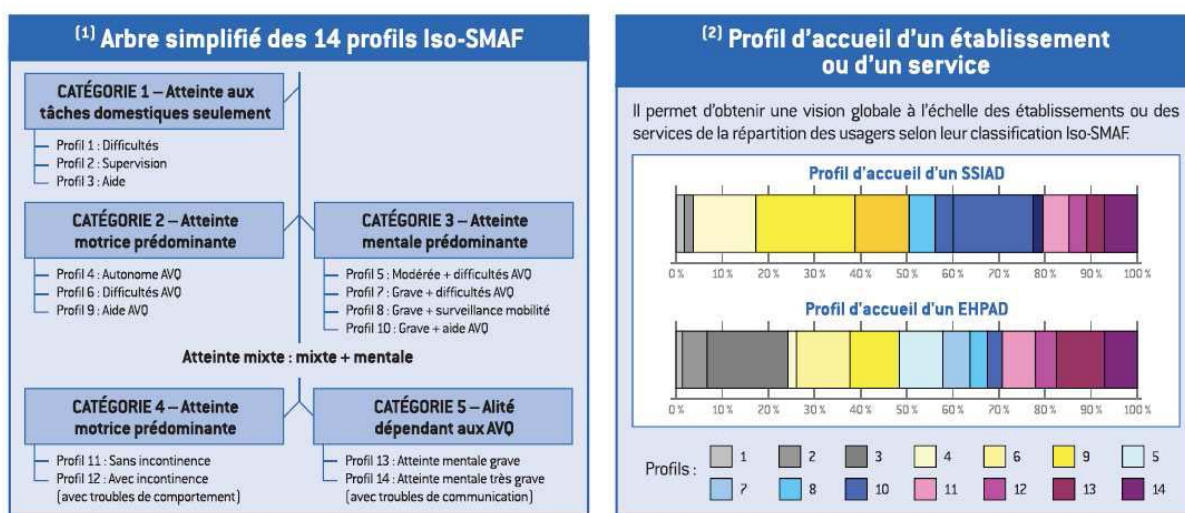 (1) Arbre simplifié des 14 profils Iso-SMAF
CATÉGORIE 1 – Atteinte aux
tâches domestiques seulement
Profil 1 : Difficultés
Profil 2 : Supervision
Profil 3 : Aide
CATÉGORIE 2 – Atteinte
motrice prédominante
Profil 4 : Autonome AVQ
Profil 6 : Difficultés AVQ
Profil 9 : Aide AVQ
CATÉGORIE 3 – Atteinte
mentale prédominante
Profil 5 : Modérée + difficultés AVQ
Profil 7 : Grave + difficultés AVQ
Profil 8 : Grave + surveillance mobilité
Profil 10 : Grave + aide AVQ
Atteinte mixte : mixte + mentale
CATÉGORIE 4 – Atteinte
motrice prédominante
Profil 11 : Sans incontinence
Profil 12 : Avec incontinence
(avec troubles de comportement)
CATÉGORIE 5 – Alité
dépendant aux AVQ
Profil 13 : Atteinte mentale grave
Profil 14 : Atteinte mentale très grave
(avec troubles de communication)
(2) Profil d'accueil d'un établissement
ou d'un service
Il permet d'obtenir une vision globale à l'échelle des établissements ou des
services de la répartition des usagers selon leur classification Iso-SMAF.
Profil d'accueil d'un SSIAD
0 % 10 % 20 % 30 % 40 % 50 % 60 % 70 % 80 % 90 % 100 %
Profil d'accueil d'un EHPAD
0 % 10 % 20 % 30 % 40 % 50 % 60 % 70 % 80 % 90 % 100 %
Profils : 1 2 3 4 6 9 5
7 8 10 11 12 13 14